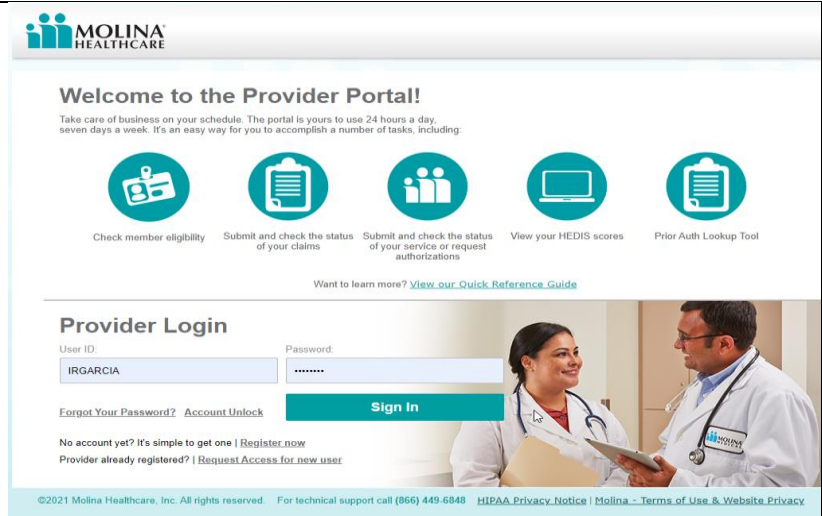 MOLINA®
HEALTHCARE
Welcome to the Provider Portal!
Take care of business on your schedule. The portal is yours to use 24 hours a day,
seven days a week. It's an easy way for you to accomplish a number of tasks, including:
Check member eligibility
Submit and check the status
of your claims
Submit and check the status
of your service or request
authorizations
View your HEDIS scores
Prior Auth Lookup Tool
Want to learn more? View our Quick Reference Guide
Provider Login
User ID:
Password:
IRGARCIA
••••••••
Forgot Your Password? Account Unlock
Sign In
No account yet? It's simple to get one | Register now
Provider already registered? | Request Access for new user
MOLINA
©2021 Molina Healthcare, Inc. All rights reserved. For technical support call (866) 449-6848 HIPAA Privacy Notice | Molina - Terms of Use & Website Privacy